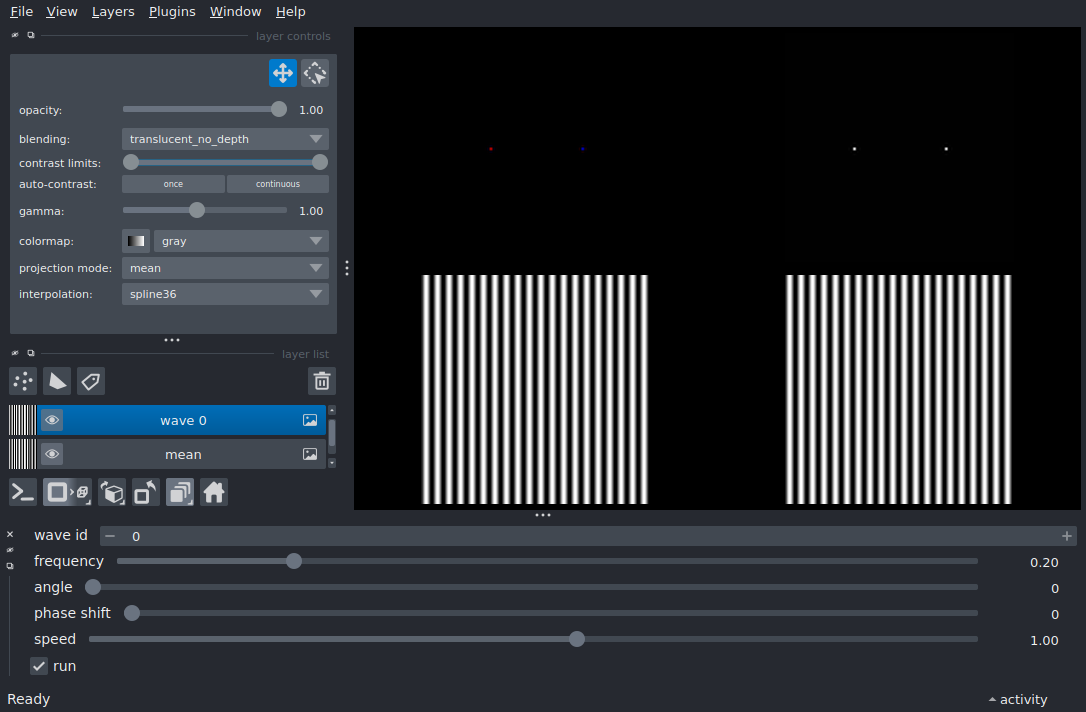 File View Layers Plugins Window Help
layer controls
opacity: 1.00
blending: translucent_no_depth
contrast limits:
auto-contrast: once continuous
gamma: 1.00
colormap: gray
projection mode: mean
interpolation: spline36
layer list
wave 0
mean
wave id 0
frequency 0.20
angle 0
phase shift 0
speed 1.00
run
Ready activity